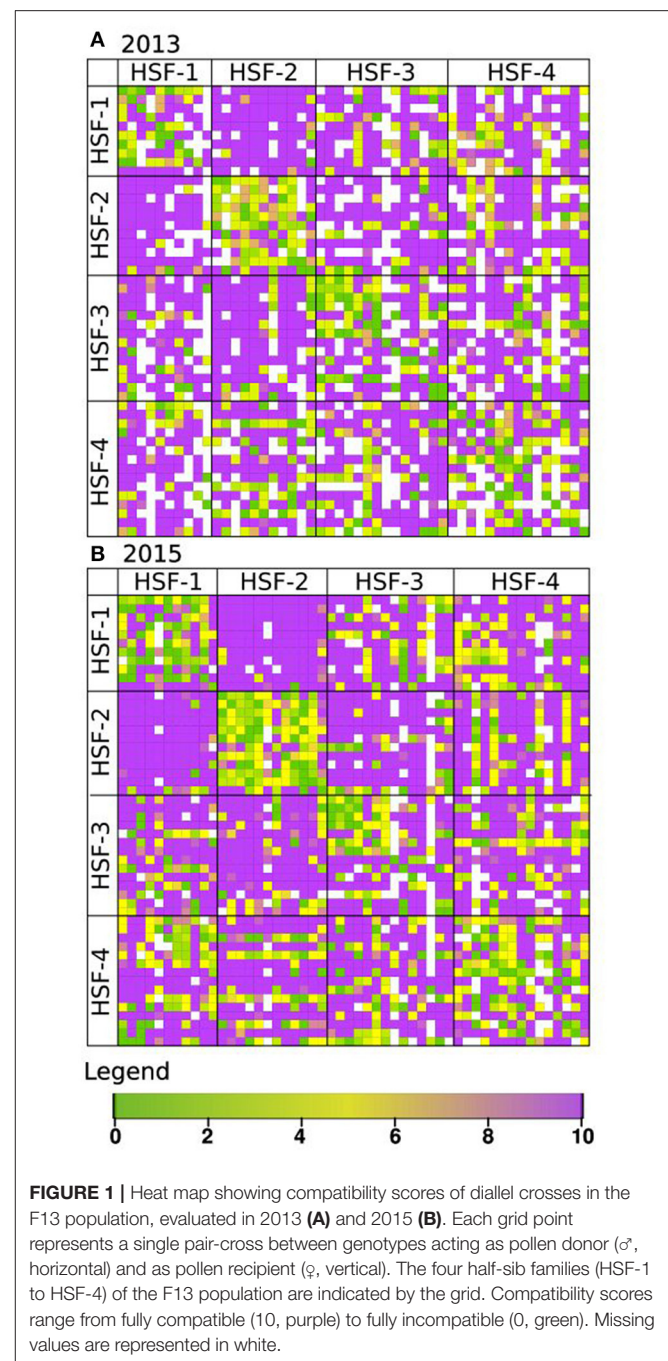 A 2013
HSF-1 HSF-2 HSF-3 HSF-4
HSF-1
HSF-2
HSF-3
HSF-4
B 2015
HSF-1 HSF-2 HSF-3 HSF-4
HSF-1
HSF-2
HSF-3
HSF-4
Legend
0 2 4 6 8 10
FIGURE 1 | Heat map showing compatibility scores of diallel crosses in the
F13 population, evaluated in 2013 (A) and 2015 (B). Each grid point
represents a single pair-cross between genotypes acting as pollen donor (♂,
horizontal) and as pollen recipient (♀, vertical). The four half-sib families (HSF-1
to HSF-4) of the F13 population are indicated by the grid. Compatibility scores
range from fully compatible (10, purple) to fully incompatible (0, green). Missing
values are represented in white.